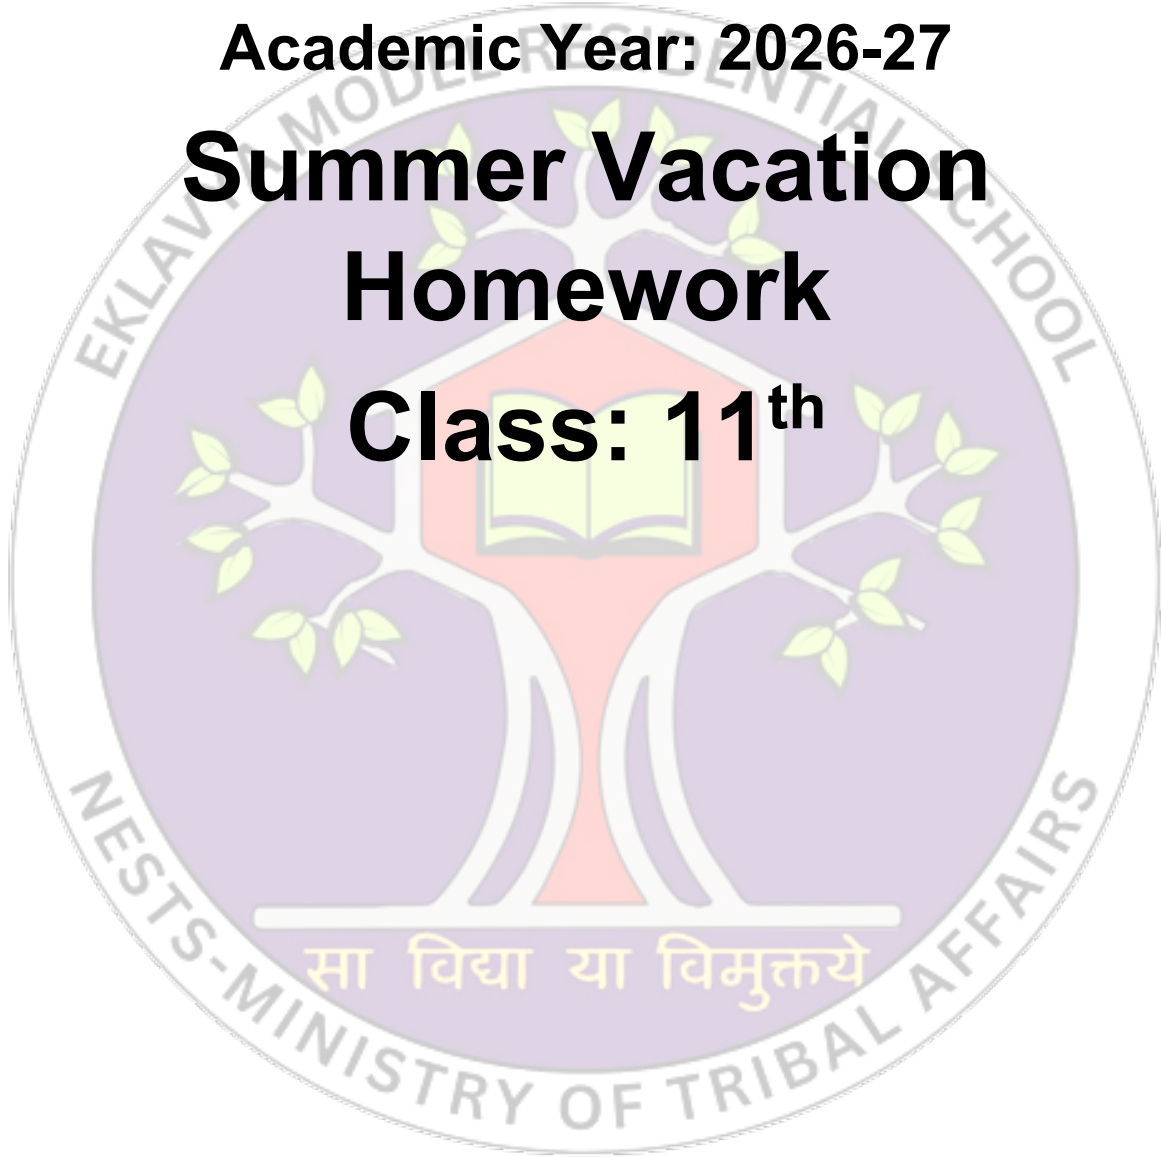 Academic Year: 2026-27
Summer Vacation
Homework
Class: 11th
EKLAVYA MODEL RESIDENTIAL SCHOOL
सा विद्या या विमुक्तये
NESTS-MINISTRY OF TRIBAL AFFAIRS